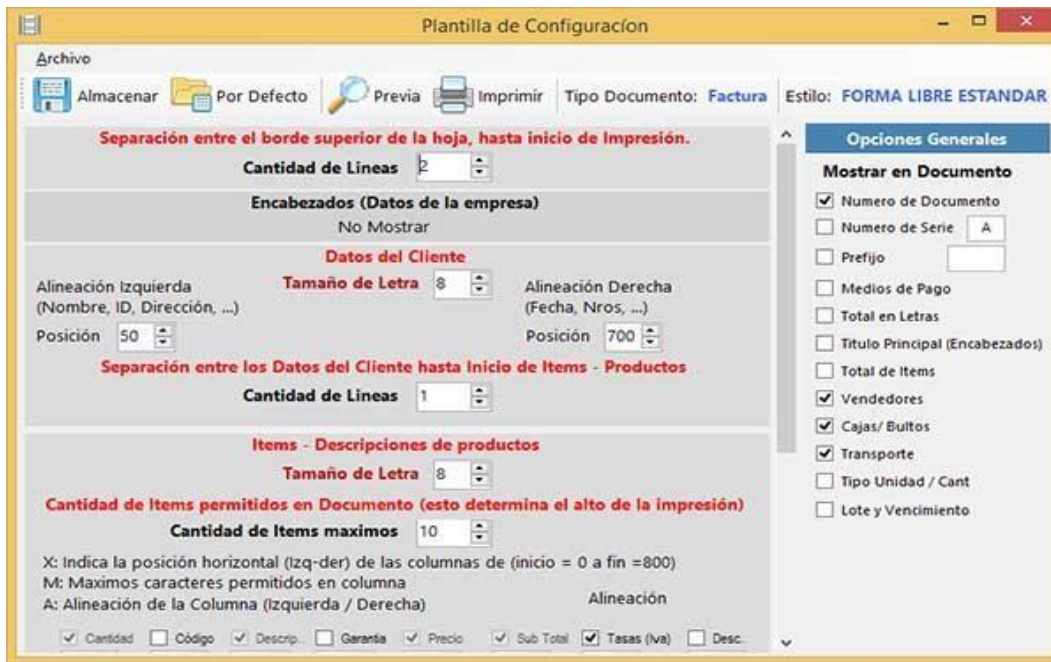 Plantilla de Configuracíon
Archivo
Almacenar Por Defecto Previa Imprimir Tipo Documento: Factura Estilo: FORMA LIBRE ESTANDAR
Separación entre el borde superior de la hoja, hasta inicio de Impresión.
Cantidad de Lineas 2
Encabezados (Datos de la empresa)
No Mostrar
Datos del Cliente
Tamaño de Letra 8
Alineación Izquierda
(Nombre, ID, Dirección, ...)
Posición 50
Alineación Derecha
(Fecha, Nros, ...)
Posición 700
Separación entre los Datos del Cliente hasta Inicio de Items - Productos
Cantidad de Lineas 1
Items - Descripciones de productos
Tamaño de Letra 8
Cantidad de Items permitidos en Documento (esto determina el alto de la impresión)
Cantidad de Items maximos 10
X: Indica la posición horizontal (Izq-der) de las columnas de (inicio = 0 a fin =800)
M: Maximos caracteres permitidos en columna
A: Alineación de la Columna (Izquierda / Derecha)
Alineación
Cantidad Código Descrip.. Garantia Precio Sub Total Tasas (Iva) Desc.
Opciones Generales
Mostrar en Documento
Numero de Documento
Numero de Serie A
Prefijo
Medios de Pago
Total en Letras
Titulo Principal (Encabezados)
Total de Items
Vendedores
Cajas/ Bultos
Transporte
Tipo Unidad / Cant
Lote y Vencimiento